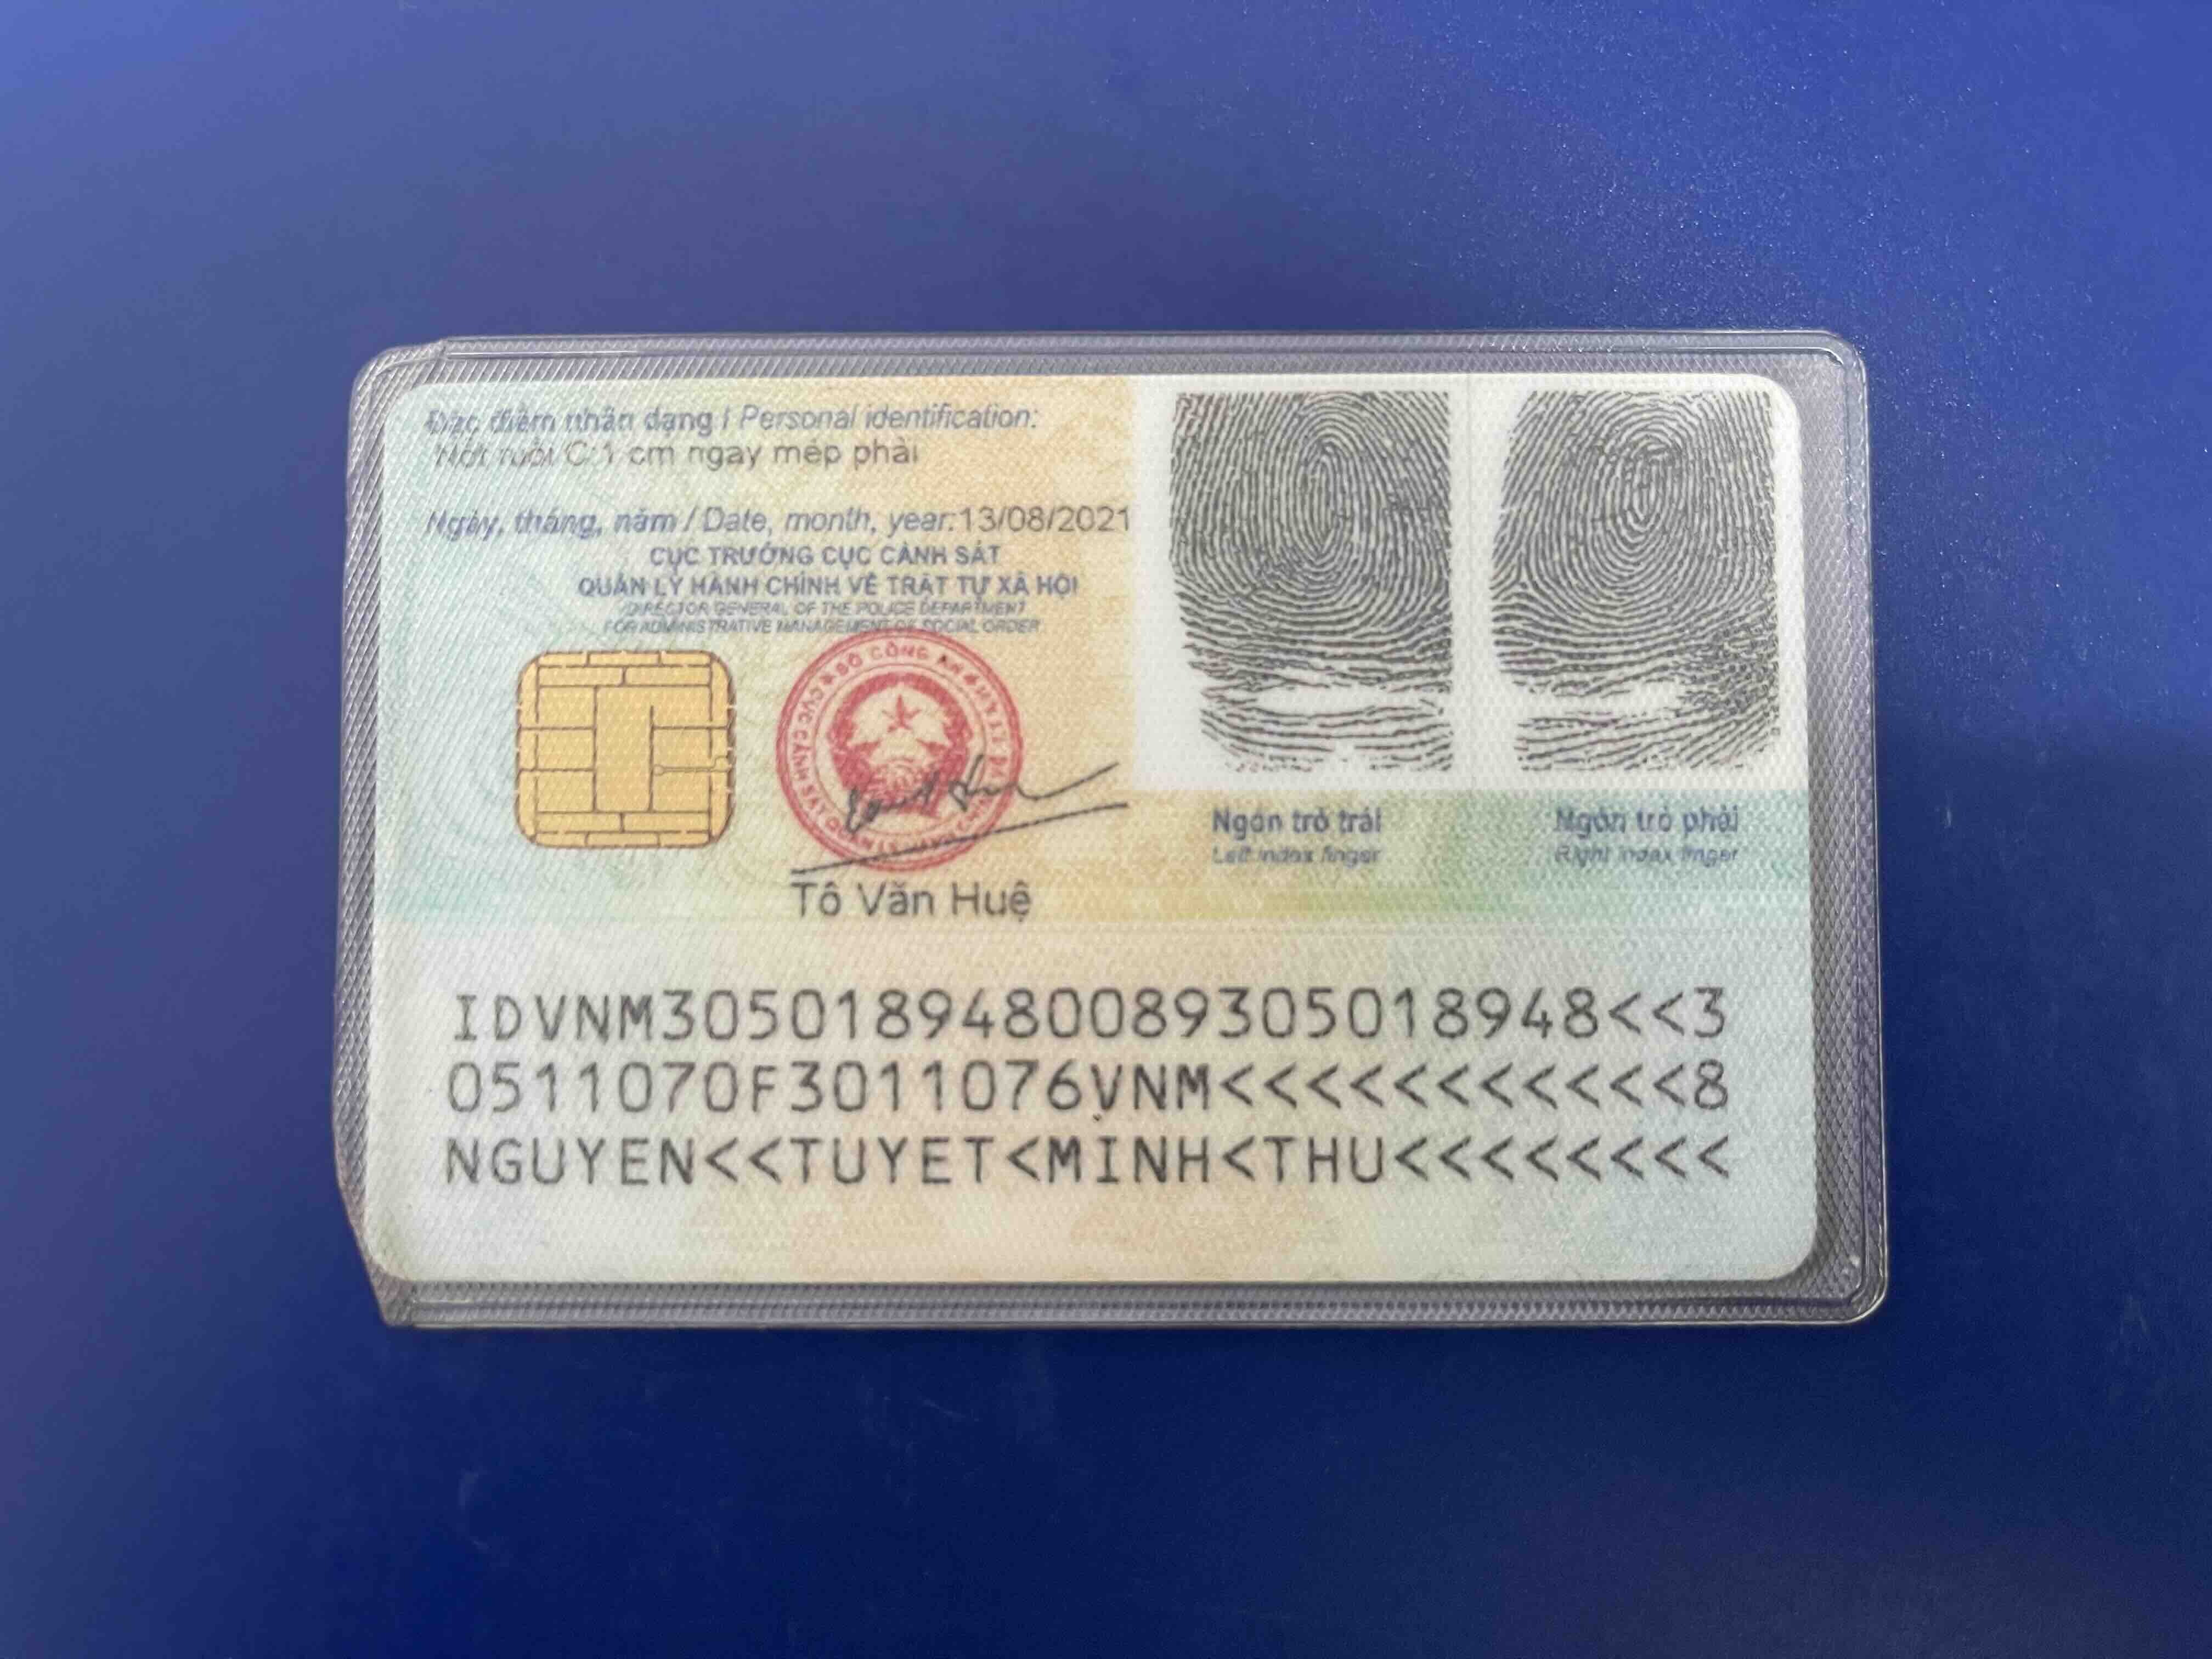 Đặc điểm nhân dạng / Personal identification:
Nốt ruồi C:1 cm ngay mép phải
Ngày, tháng, năm / Date, month, year:13/08/2021
CỤC TRƯỞNG CỤC CẢNH SÁT
QUẢN LÝ HÀNH CHÍNH VỀ TRẬT TỰ XÃ HỘI
DIRECTOR GENERAL OF THE POLICE DEPARTMENT
FOR ADMINISTRATIVE MANAGEMENT OF SOCIAL ORDER
BỘ CÔNG AN
Tô Văn Huệ
Ngón trỏ trái
Left index finger
Ngón trỏ phải
Right index finger
IDVNM3050189480089305018948<<3
0511070F3011076VNM<<<<<<<<<<<8
NGUYEN<<TUYET<MINH<THU<<<<<<<<